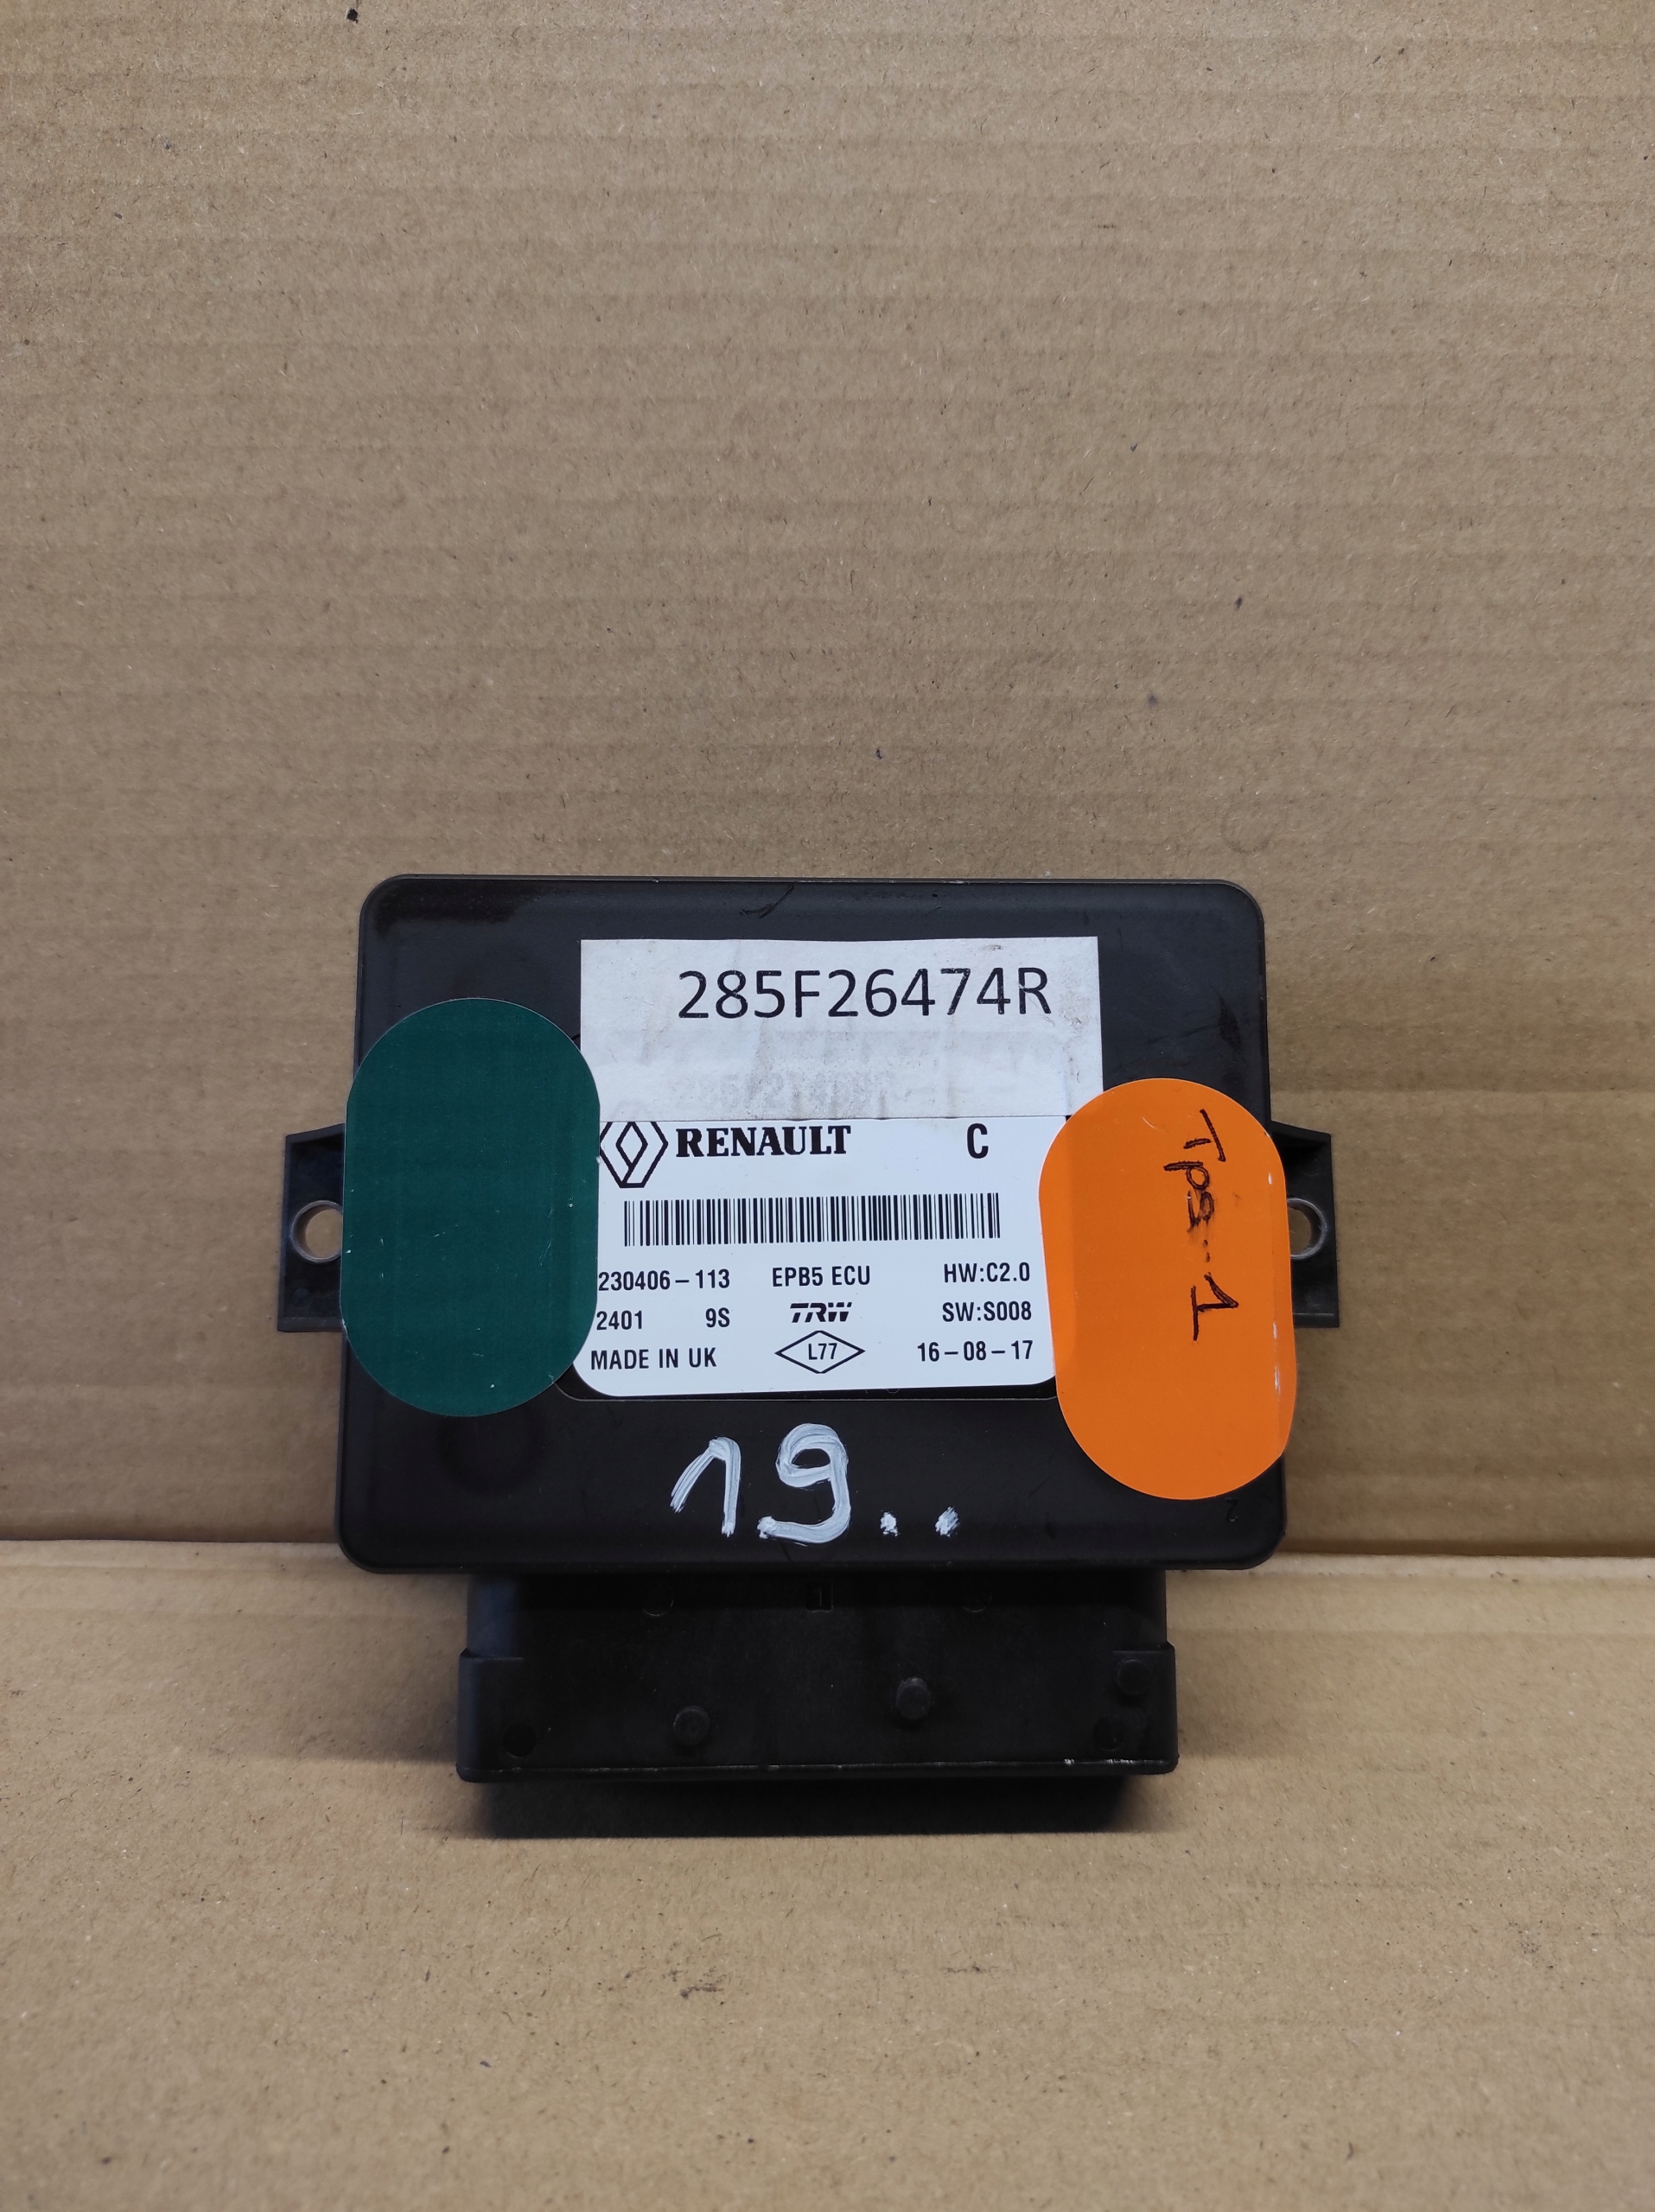 285F26474R
RENAULT C
230406-113 EPB5 ECU HW:C2.0
2401 9S TRW SW:S008
MADE IN UK L77 16-08-17
19..
2